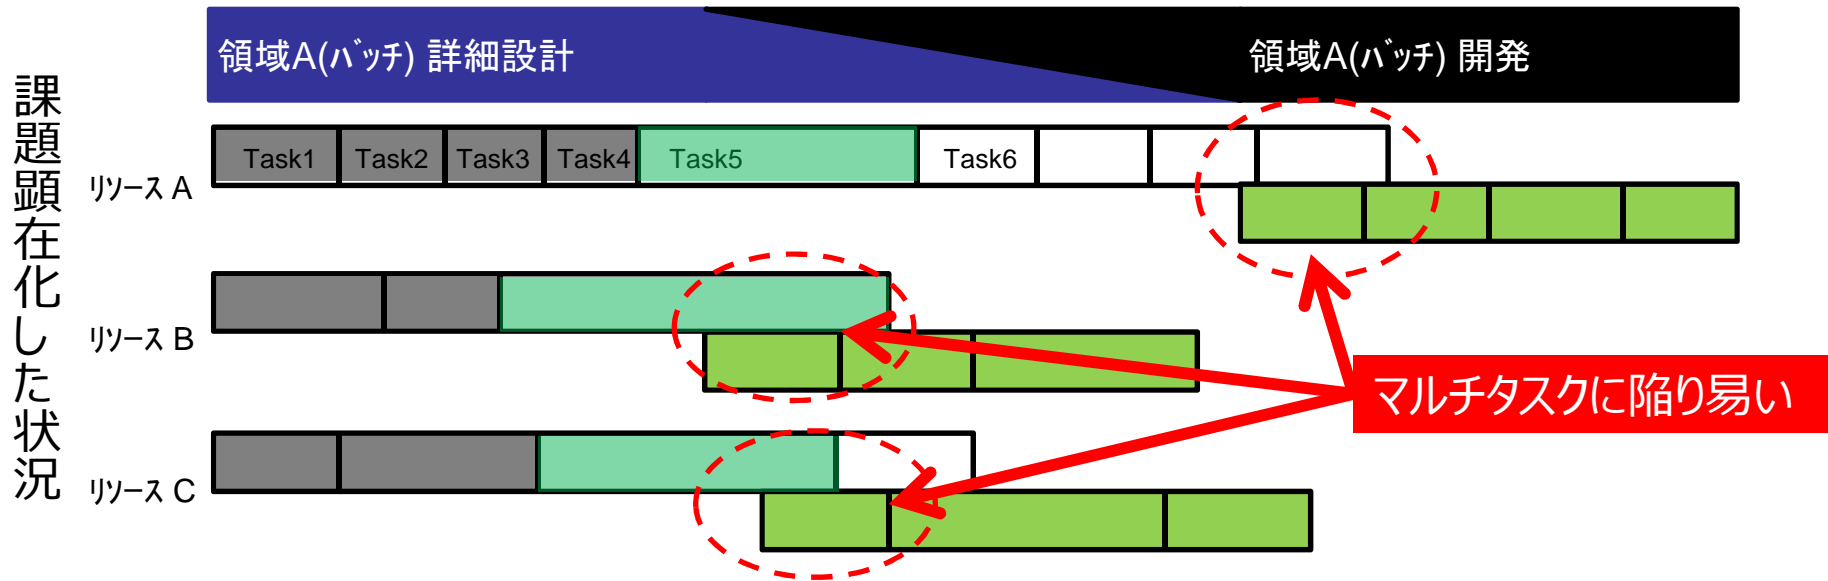 領域A(ﾊﾞｯﾁ) 詳細設計
領域A(ﾊﾞｯﾁ) 開発
課題顕在化した状況
ﾘｿｰｽ A
Task1
Task2
Task3
Task4
Task5
Task6
ﾘｿｰｽ B
マルチタスクに陥り易い
ﾘｿｰｽ C